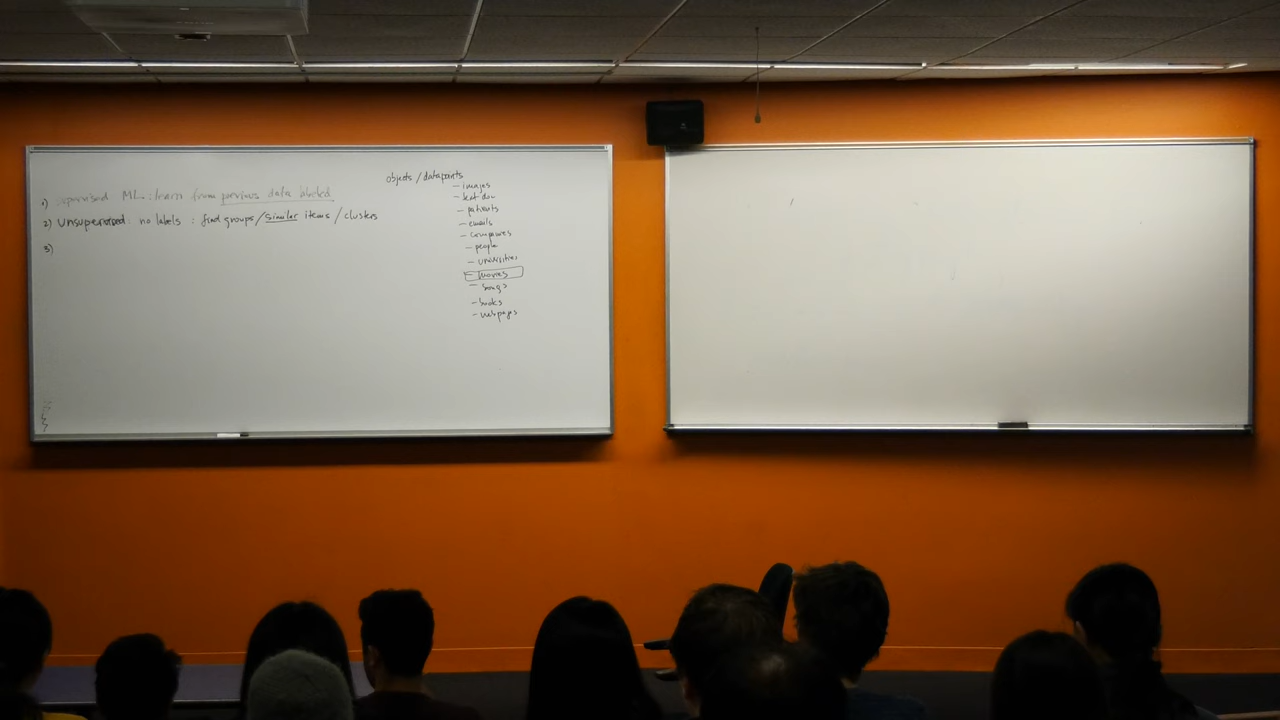 1) supervised ML: learn from previous data labeled
2) Unsupervised: no labels : find groups/similar items / clusters
3)
objects / datapoints
- images
- text doc
- patients
- emails
- companies
- people
- universities
- movies
- songs
- books
- webpages